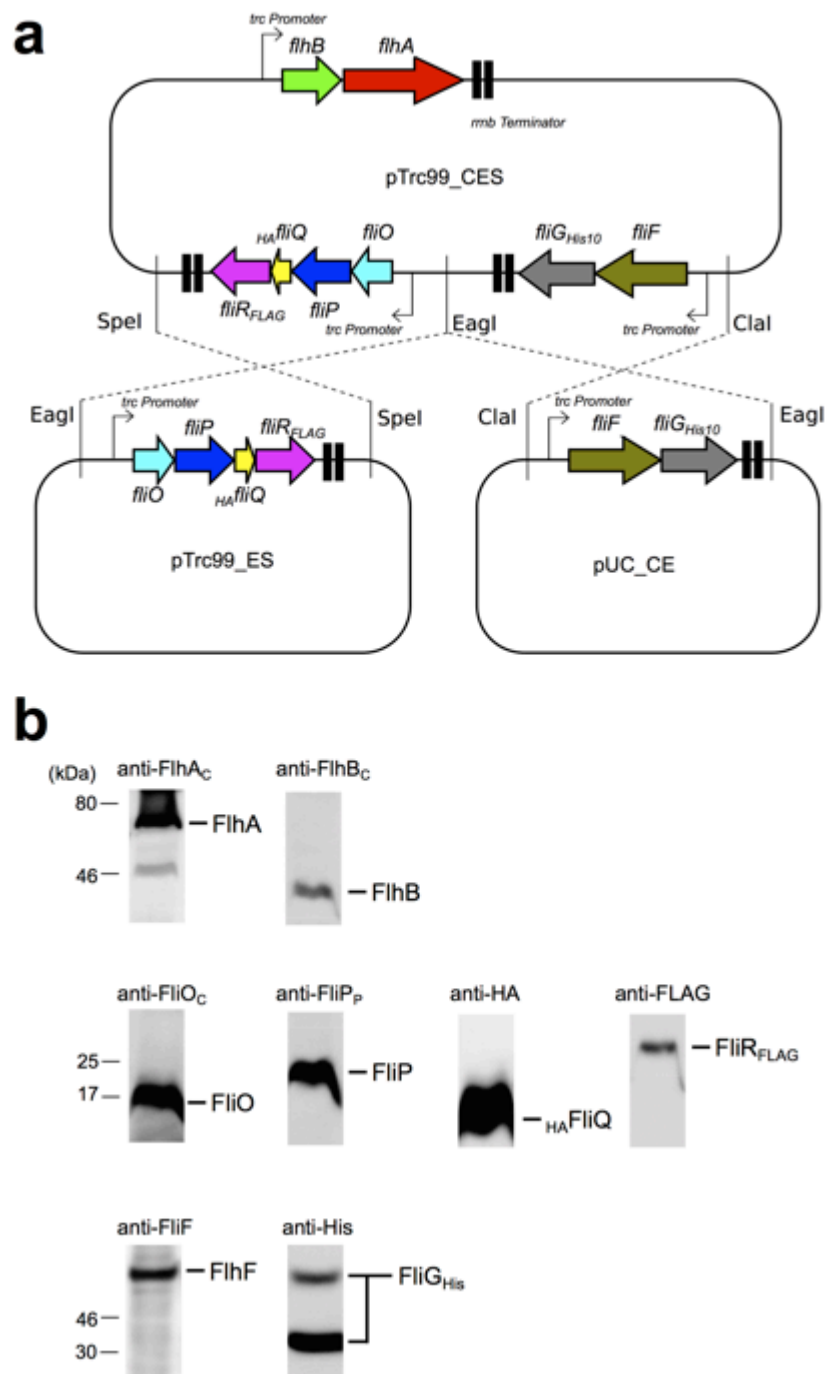 a
trc Promoter
flhB flhA
rrnb Terminator
pTrc99_CES
HAfliQ fliO fliGHis10 fliF
fliRFLAG fliP
trc Promoter trc Promoter
SpeI EagI ClaI
EagI trc Promoter SpeI ClaI trc Promoter EagI
fliP fliRFLAG fliF fliGHis10
fliO HAfliQ
pTrc99_ES pUC_CE
b
(kDa) anti-FlhAC anti-FlhBC
80
FlhA
46
FlhB
anti-FliOC anti-FliPP anti-HA anti-FLAG
25
17
FliO FliP HAFliQ FliRFLAG
anti-FliF anti-His
FlhF FliGHis
46
30